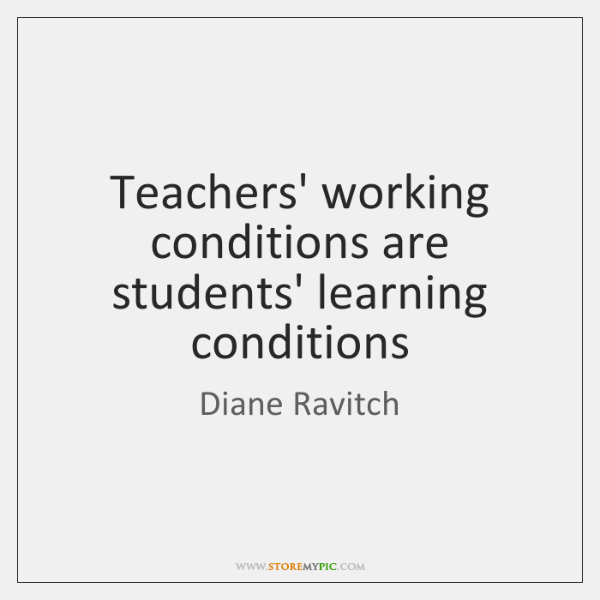 Teachers' working
conditions are
students' learning
conditions
Diane Ravitch
WWW.STOREMYPIC.COM